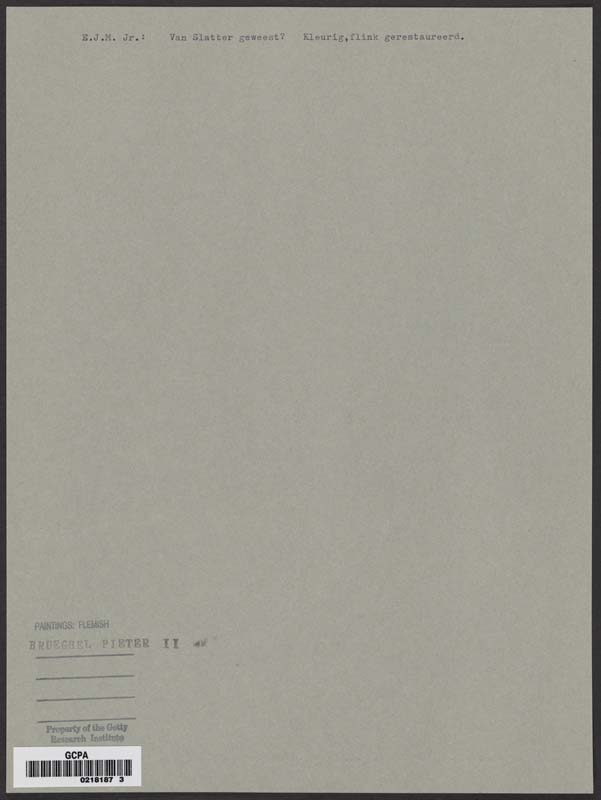 E.J.M. Jr.: Van Slatter geweest? Kleurig,flink gerestaureerd.
PAINTINGS: FLEMISH
BRUEGHEL PIETER II
Property of the Getty
Research Institute
GCPA
0218187 3